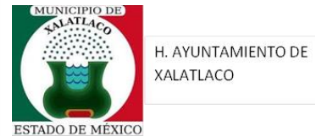 MUNICIPIO DE
XALATLACO
ESTADO DE MÉXICO
H. AYUNTAMIENTO DE
XALATLACO